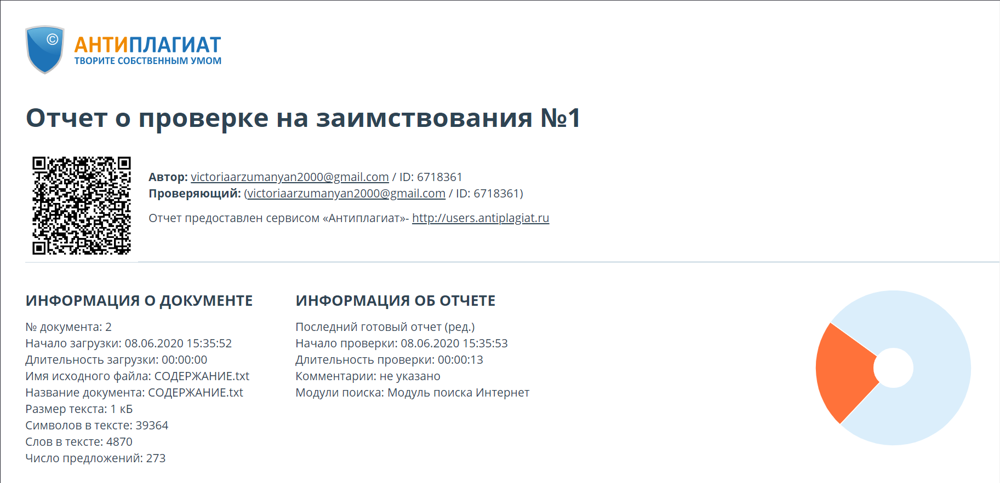 ©
АНТИПЛАГИАТ
ТВОРИТЕ СОБСТВЕННЫМ УМОМ
Отчет о проверке на заимствования №1
Автор: victoriaarzumanyan2000@gmail.com / ID: 6718361
Проверяющий: (victoriaarzumanyan2000@gmail.com / ID: 6718361)
Отчет предоставлен сервисом «Антиплагиат»- http://users.antiplagiat.ru
ИНФОРМАЦИЯ О ДОКУМЕНТЕ
№ документа: 2
Начало загрузки: 08.06.2020 15:35:52
Длительность загрузки: 00:00:00
Имя исходного файла: СОДЕРЖАНИЕ.txt
Название документа: СОДЕРЖАНИЕ.txt
Размер текста: 1 кБ
Символов в тексте: 39364
Слов в тексте: 4870
Число предложений: 273
ИНФОРМАЦИЯ ОБ ОТЧЕТЕ
Последний готовый отчет (ред.)
Начало проверки: 08.06.2020 15:35:53
Длительность проверки: 00:00:13
Комментарии: не указано
Модули поиска: Модуль поиска Интернет